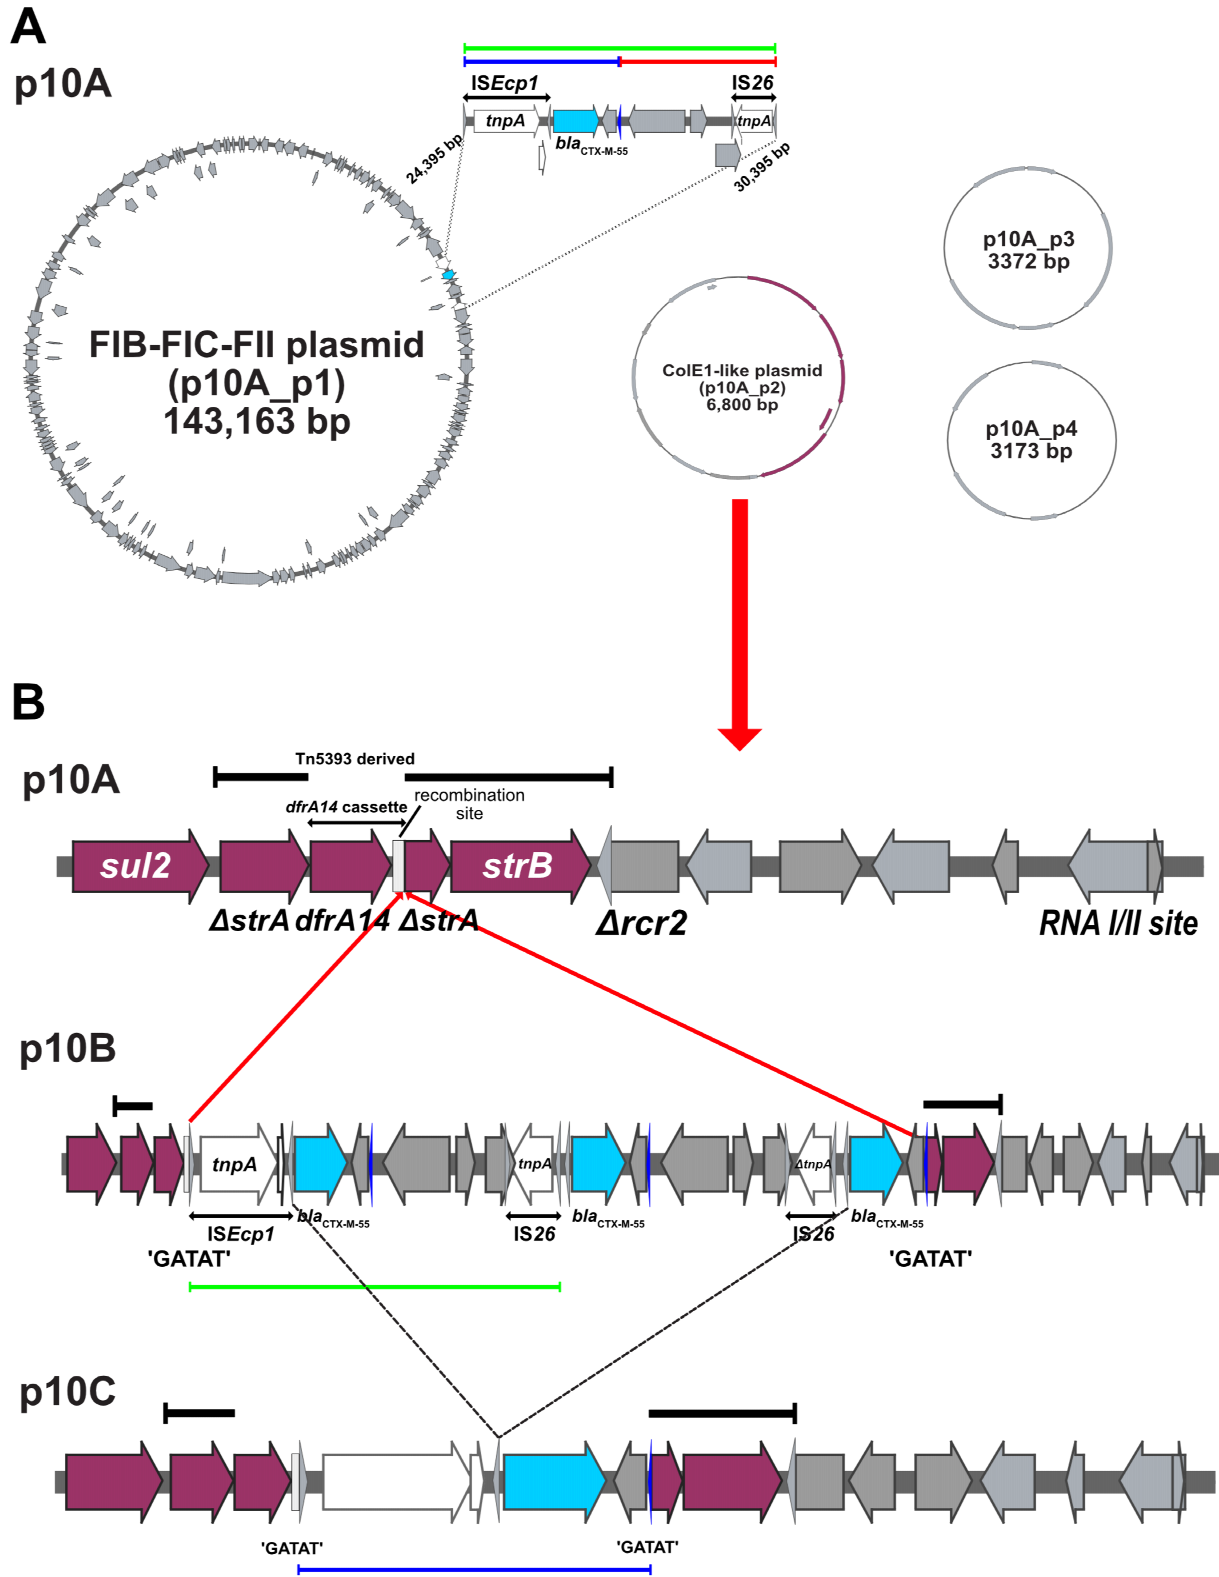 A
p10A
ISEcp1
IS26
tnpA
tnpA
blaCTX-M-55
24,395 bp
30,395 bp
FIB-FIC-FII plasmid
(p10A_p1)
143,163 bp
ColE1-like plasmid
(p10A_p2)
6,800 bp
p10A_p3
3372 bp
p10A_p4
3173 bp
B
p10A
Tn5393 derived
dfrA14 cassette
recombination
site
sul2
strB
ΔstrA dfrA14 ΔstrA
Δrcr2
RNA I/II site
p10B
tnpA
tnpA
ΔtnpA
ISEcp1
blaCTX-M-55
IS26
blaCTX-M-55
IS26
blaCTX-M-55
'GATAT'
'GATAT'
p10C
'GATAT'
'GATAT'